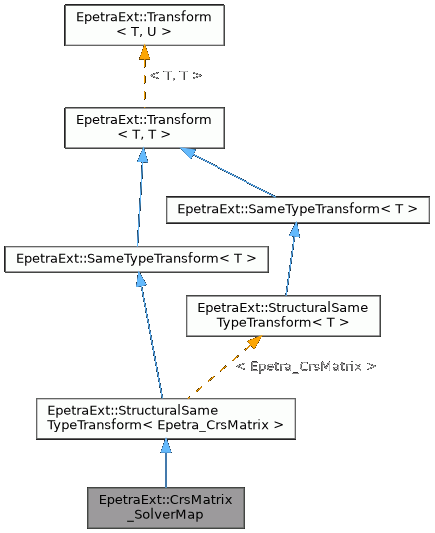 EpetraExt::Transform
< T, U >
< T, T >
EpetraExt::Transform
< T, T >
EpetraExt::SameTypeTransform< T >
EpetraExt::SameTypeTransform< T >
EpetraExt::StructuralSame
TypeTransform< T >
< Epetra_CrsMatrix >
EpetraExt::StructuralSame
TypeTransform< Epetra_CrsMatrix >
EpetraExt::CrsMatrix
_SolverMap